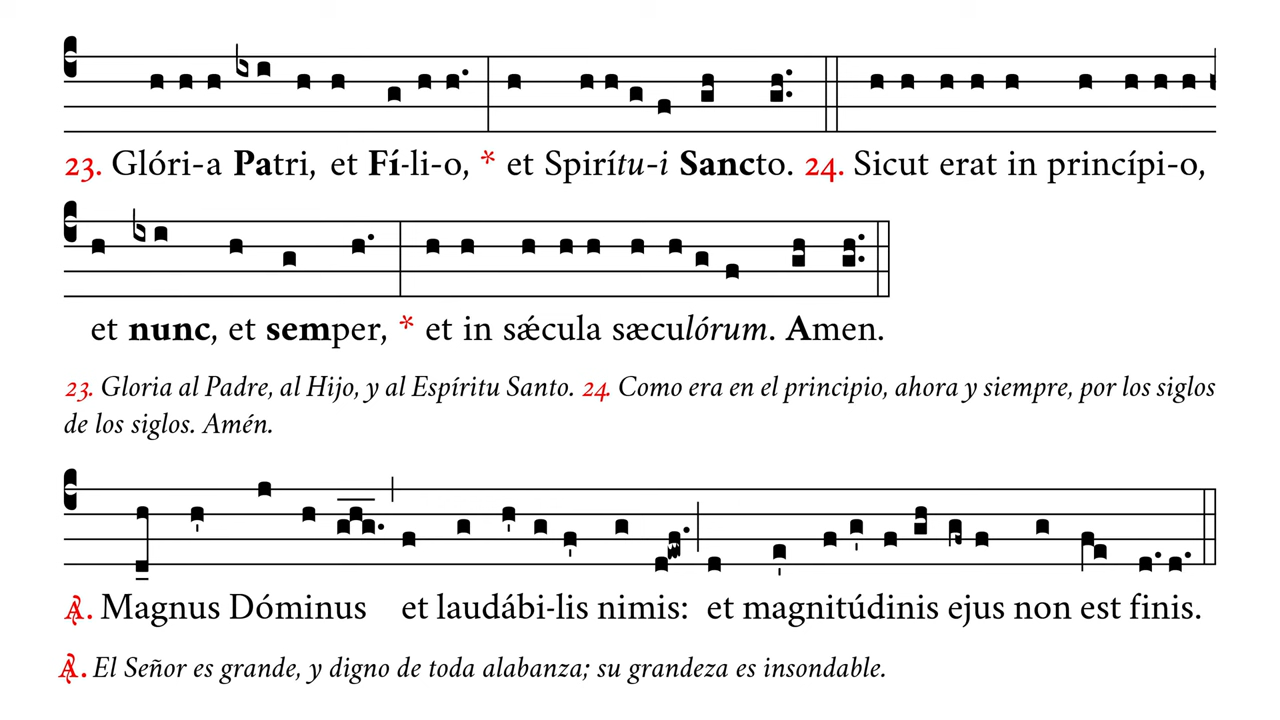 23. Glóri-a Patri, et Fí-li-o, * et Spirítu-i Sancto. 24. Sicut erat in princípi-o,
et nunc, et semper, * et in sǽcula sæculórum. Amen.
23. Gloria al Padre, al Hijo, y al Espíritu Santo. 24. Como era en el principio, ahora y siempre, por los siglos
de los siglos. Amén.
A. Magnus Dóminus et laudábi-lis nimis: et magnitúdinis ejus non est finis.
A. El Señor es grande, y digno de toda alabanza; su grandeza es insondable.